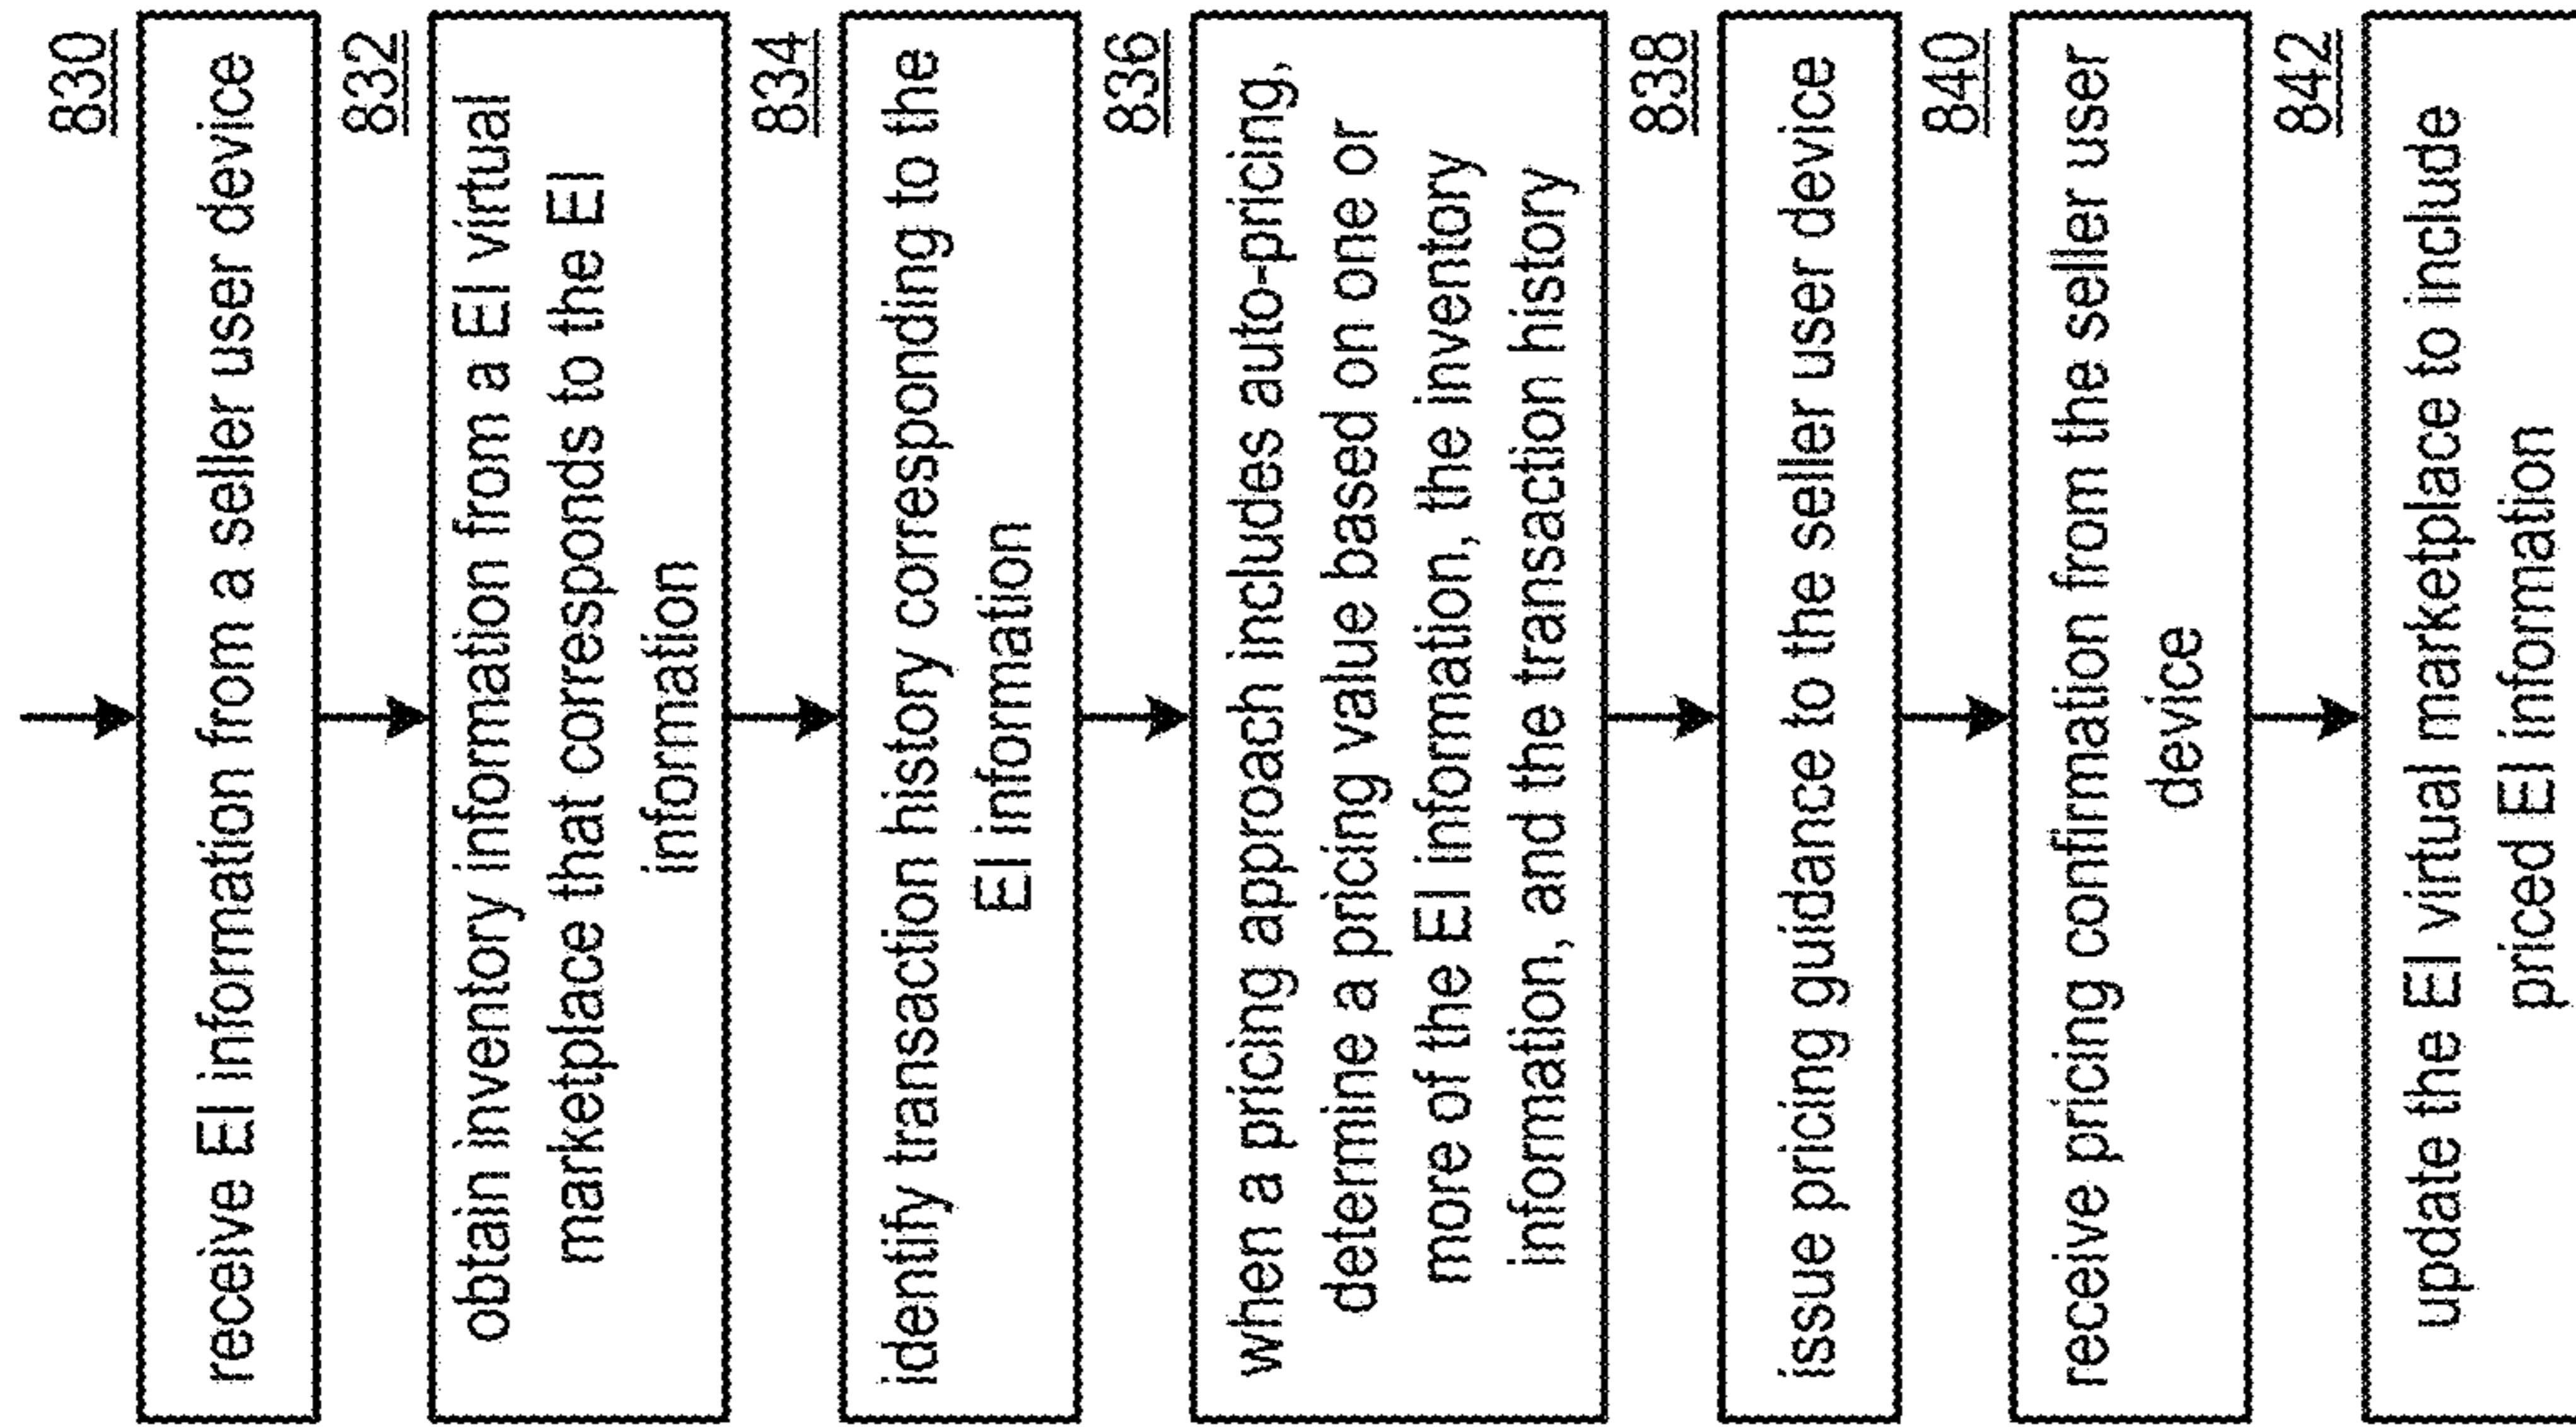 830
receive EI information from a seller user device
832
obtain inventory information from a EI virtual
marketplace that corresponds to the EI
information
834
identify transaction history corresponding to the
EI information
836
when a pricing approach includes auto-pricing,
determine a pricing value based on one or
more of the EI information, the inventory
information, and the transaction history
838
issue pricing guidance to the seller user device
840
receive pricing confirmation from the seller user
device
842
update the EI virtual marketplace to include
priced EI information